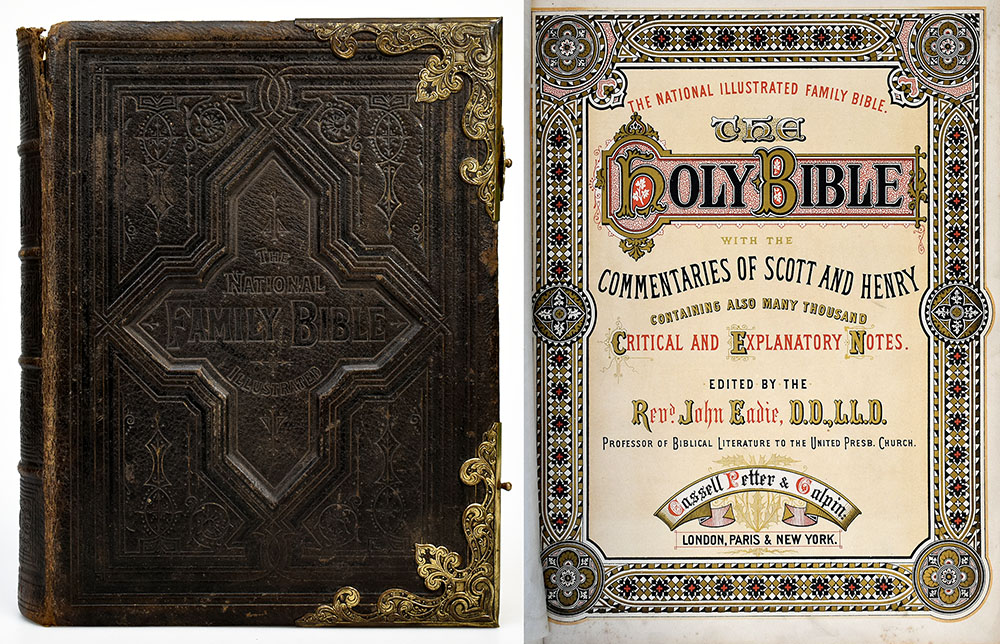 THE
NATIONAL
FAMILY BIBLE
ILLUSTRATED
THE NATIONAL ILLUSTRATED FAMILY BIBLE.
THE
HOLY BIBLE
WITH THE
COMMENTARIES OF SCOTT AND HENRY
CONTAINING ALSO MANY THOUSAND
CRITICAL AND EXPLANATORY NOTES.
EDITED BY THE
Revd. John Eadie, D.D., L.L.D.
PROFESSOR OF BIBLICAL LITERATURE TO THE UNITED PRESB. CHURCH.
Cassell Petter & Galpin:
LONDON, PARIS & NEW YORK.